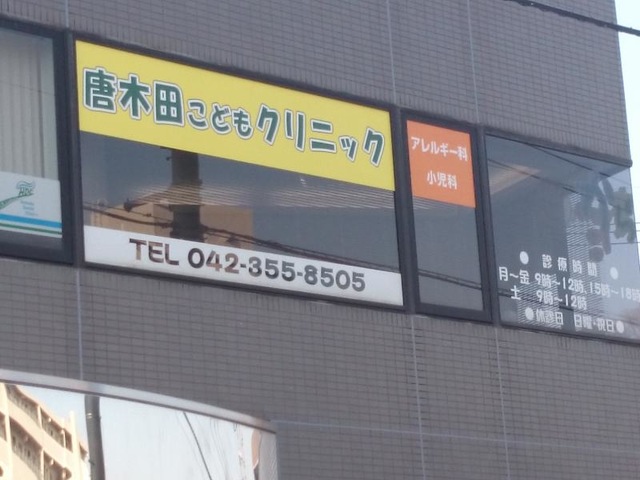 唐木田こどもクリニック
TEL 042-355-8505
アレルギー科
小児科
●診療時間●
月～金 9時～12時、15時～18時
土 9時～12時
●休診日 日曜・祝日●